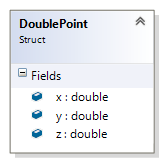 DoublePoint
Struct
Fields
x : double
y : double
z : double